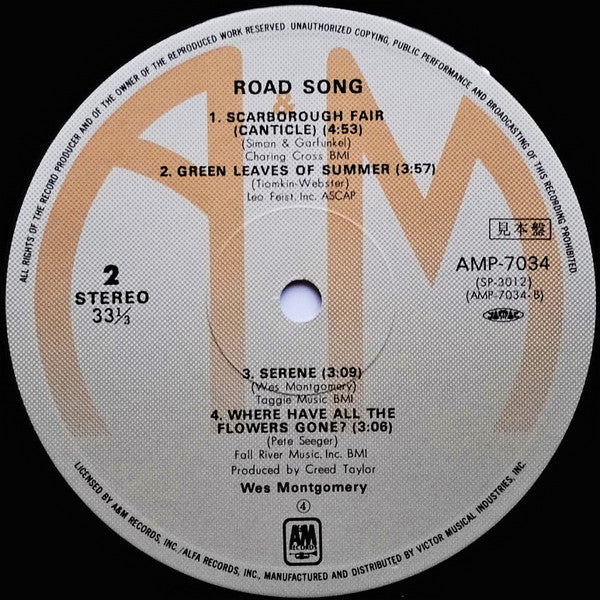 ALL RIGHTS OF THE RECORD PRODUCER AND OF THE OWNER OF THE REPRODUCED WORK RESERVED. UNAUTHORIZED COPYING, PUBLIC PERFORMANCE AND BROADCASTING OF THIS RECORDING PROHIBITED.
A&M
ROAD SONG
1. SCARBOROUGH FAIR
(CANTICLE) (4:53)
(Simon & Garfunkel)
Charing Cross BMI
2. GREEN LEAVES OF SUMMER (3:57)
(Tiomkin-Webster)
Leo Feist, Inc. ASCAP
見本盤
2
STEREO
33⅓
AMP-7034
(SP-3012)
(AMP-7034-B)
JASRAC
3. SERENE (3:09)
(Wes Montgomery)
Taggie Music BMI
4. WHERE HAVE ALL THE
FLOWERS GONE? (3:06)
(Pete Seeger)
Fall River Music, Inc. BMI
Produced by Creed Taylor
Wes Montgomery
④
A&M
RECORDS
LICENSED BY A&M RECORDS, INC./ALFA RECORDS, INC., MANUFACTURED AND DISTRIBUTED BY VICTOR MUSICAL INDUSTRIES, INC.